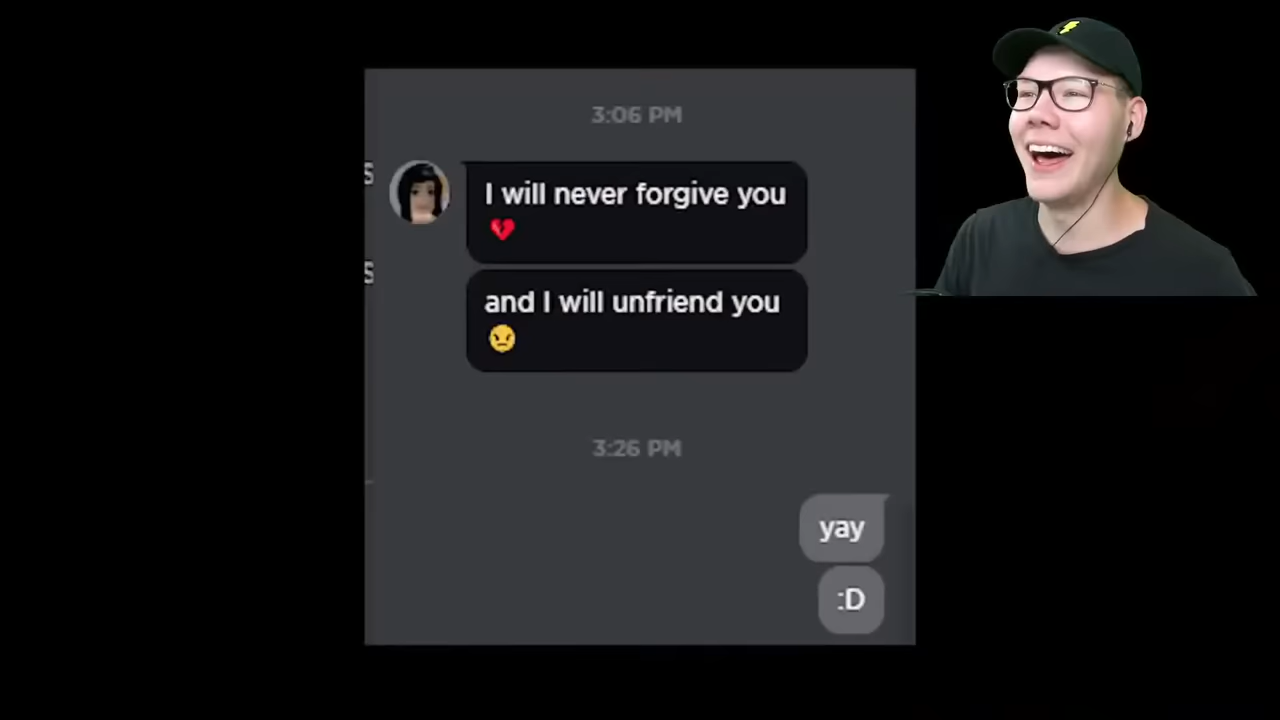 3:06 PM
I will never forgive you
💔
and I will unfriend you
😠
3:26 PM
yay
:D